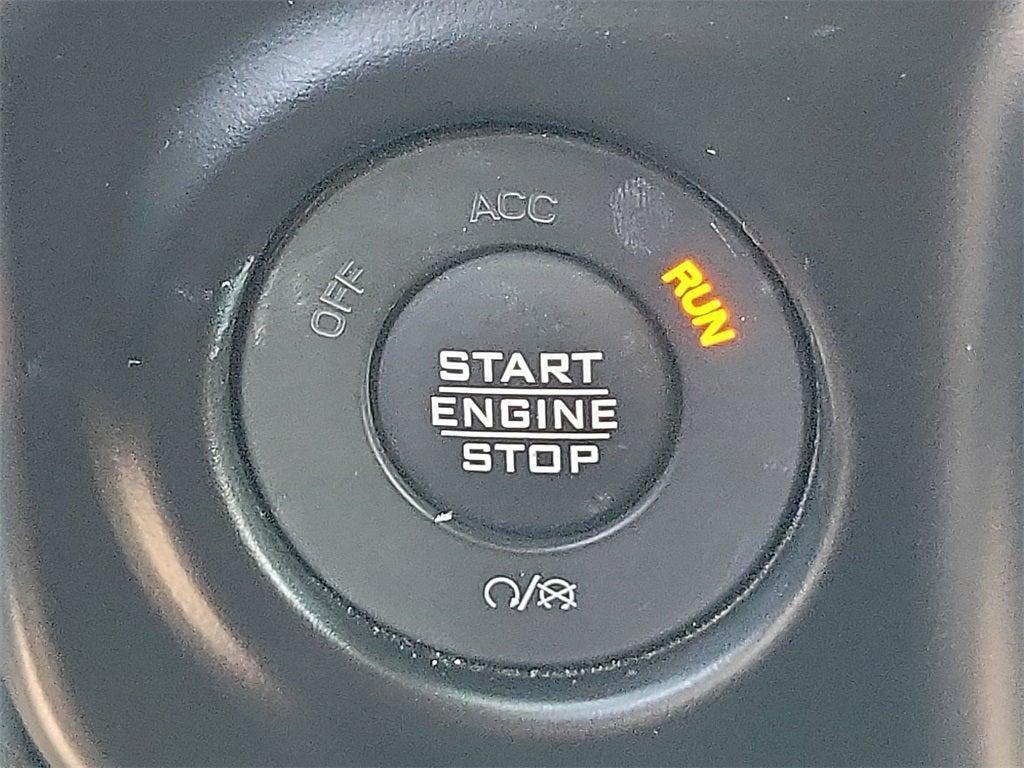 ACC
OFF
RUN
START
ENGINE
STOP